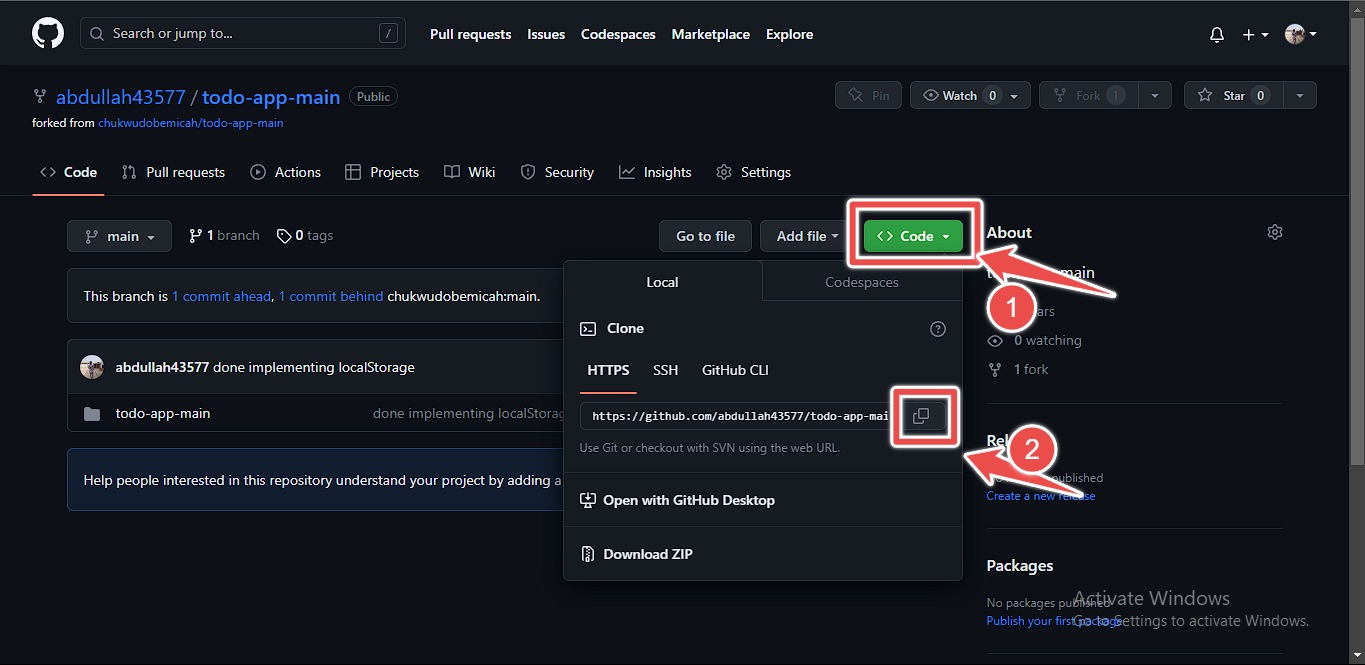 Search or jump to... /
Pull requests Issues Codespaces Marketplace Explore
abdullah43577 / todo-app-main Public
Pin Watch 0 Fork 1 Star 0
forked from chukwudobemicah/todo-app-main
Code Pull requests Actions Projects Wiki Security Insights Settings
main 1 branch 0 tags Go to file Add file Code
About
This branch is 1 commit ahead, 1 commit behind chukwudobemicah:main.
Local Codespaces
main
1
Clone
0 watching
1 fork
abdullah43577 done implementing localStorage
HTTPS SSH GitHub CLI
todo-app-main done implementing localStorag
https://github.com/abdullah43577/todo-app-mai
Use Git or checkout with SVN using the web URL.
2
published
Create a new release
Help people interested in this repository understand your project by adding a
Open with GitHub Desktop
Download ZIP
Packages
No packages published
Publish your first package
Activate Windows
Go to Settings to activate Windows.